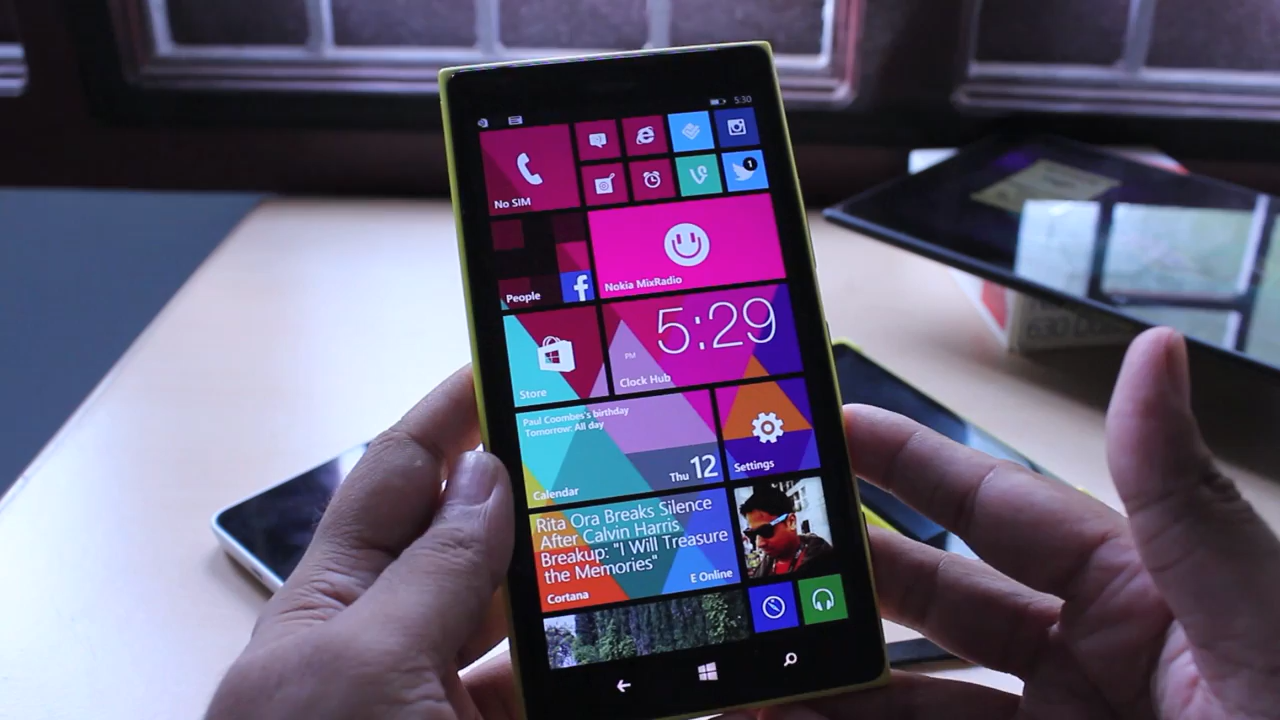 5:30
No SIM
1
People
f
Nokia MixRadio
Store
5:29
PM
Clock Hub
Paul Coombes's birthday
Tomorrow: All day
Thu 12
Calendar
Settings
Rita Ora Breaks Silence
After Calvin Harris
Breakup: "I Will Treasure
the Memories"
E Online
Cortana